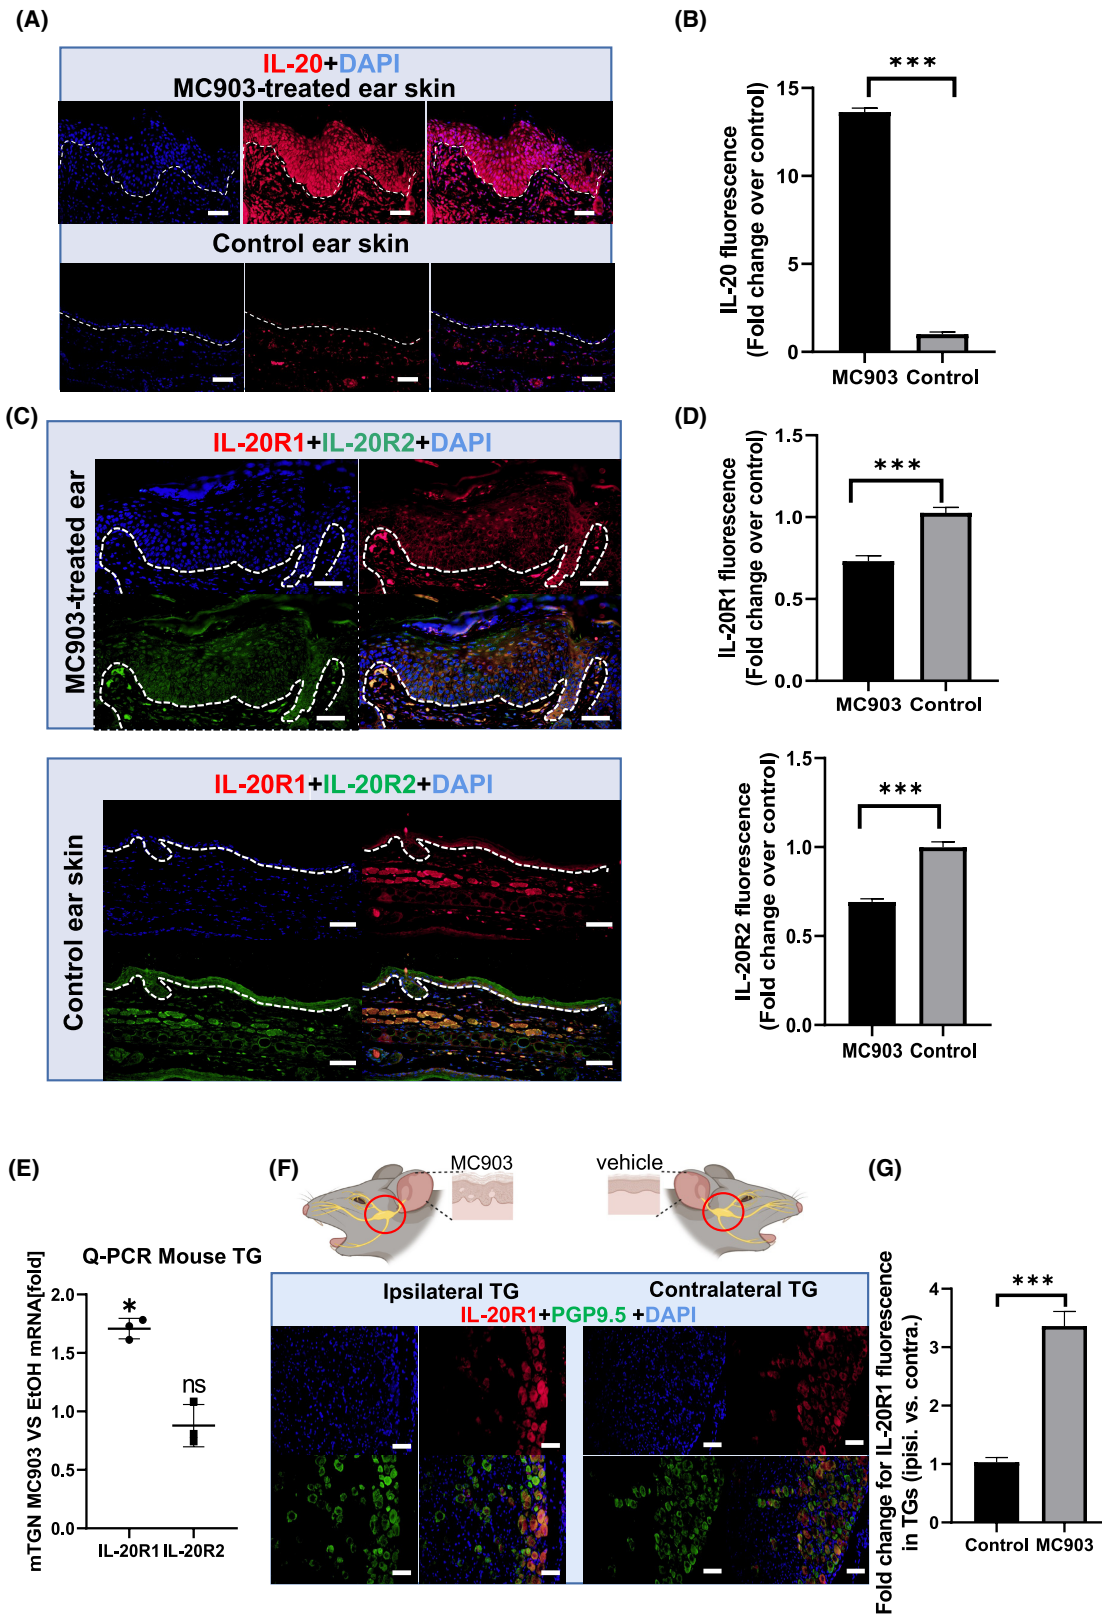 (A)
IL-20+DAPI
MC903-treated ear skin
Control ear skin
(B)
***
IL-20 fluorescence
(Fold change over control)
15
10
5
0
MC903 Control
(C)
IL-20R1+IL-20R2+DAPI
MC903-treated ear
IL-20R1+IL-20R2+DAPI
Control ear skin
(D)
***
IL-20R1 fluorescence
(Fold change over control)
1.5
1.0
0.5
0.0
MC903 Control
***
IL-20R2 fluorescence
(Fold change over control)
1.5
1.0
0.5
0.0
MC903 Control
(E)
Q-PCR Mouse TG
mTGN MC903 VS EtOH mRNA[fold]
2.0
1.5
1.0
0.5
0.0
*
ns
IL-20R1 IL-20R2
(F)
MC903
vehicle
Ipsilateral TG
Contralateral TG
IL-20R1+PGP9.5 +DAPI
(G)
***
Fold change for IL-20R1 fluorescence
in TGs (ipisi. vs. contra.)
4
3
2
1
0
Control MC903